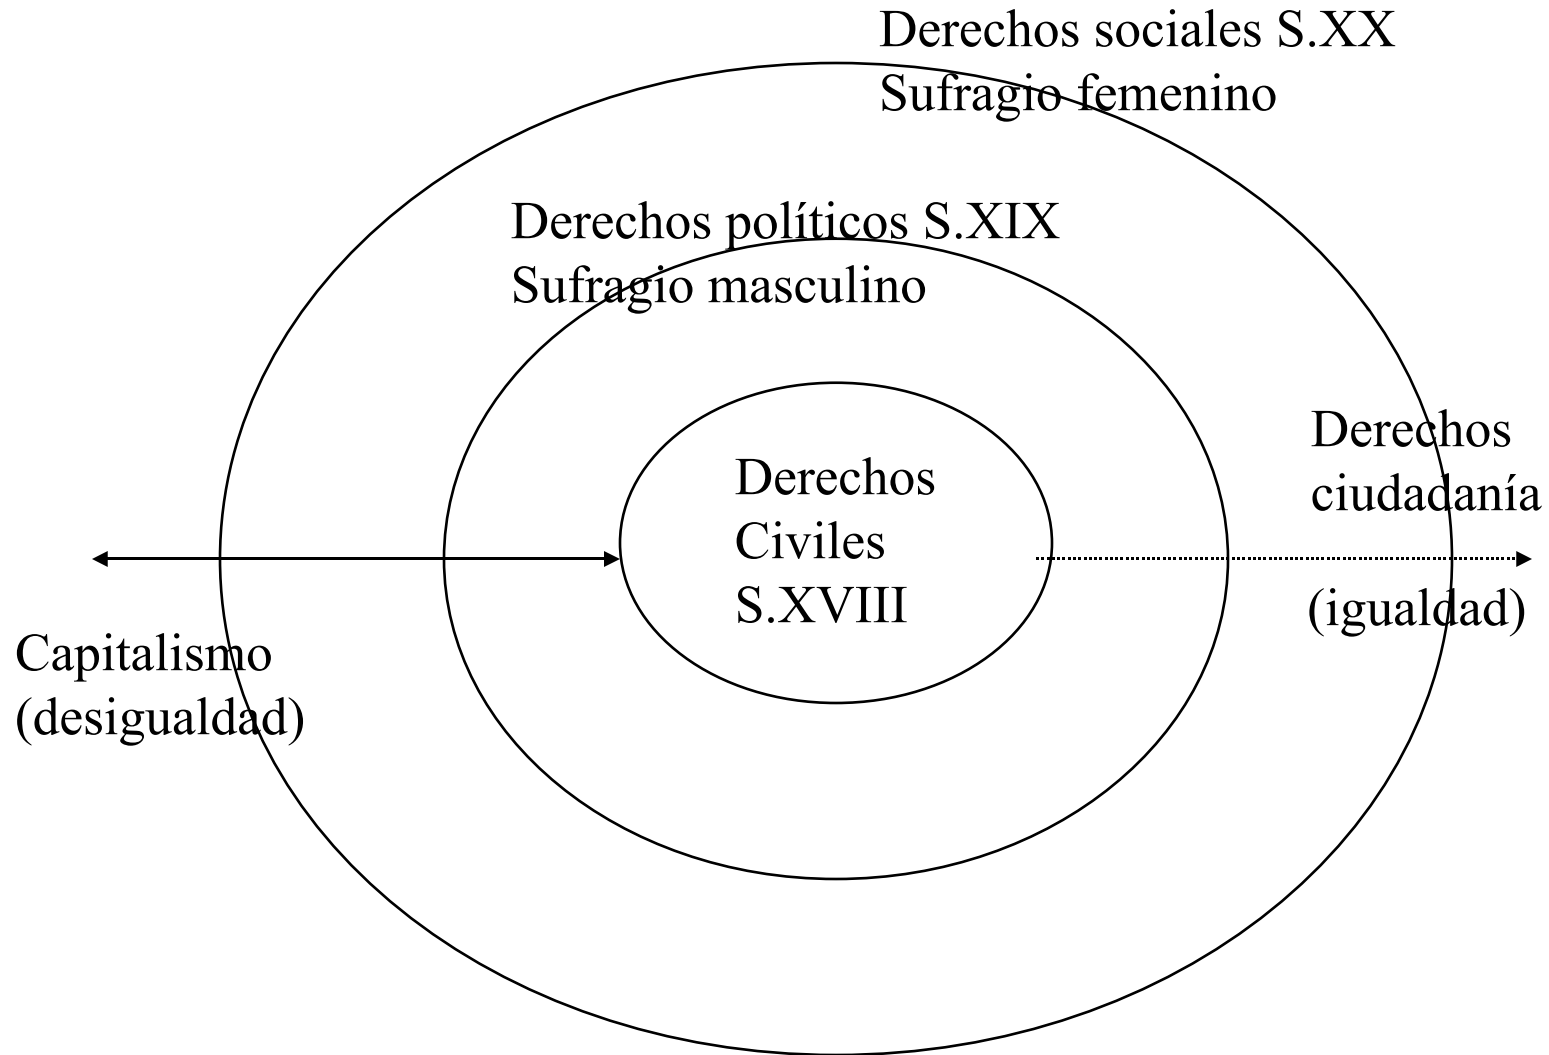 Derechos sociales S.XX
Sufragio femenino
Derechos políticos S.XIX
Sufragio masculino
Derechos
ciudadanía
Derechos
Civiles
S.XVIII
(igualdad)
Capitalismo
(desigualdad)